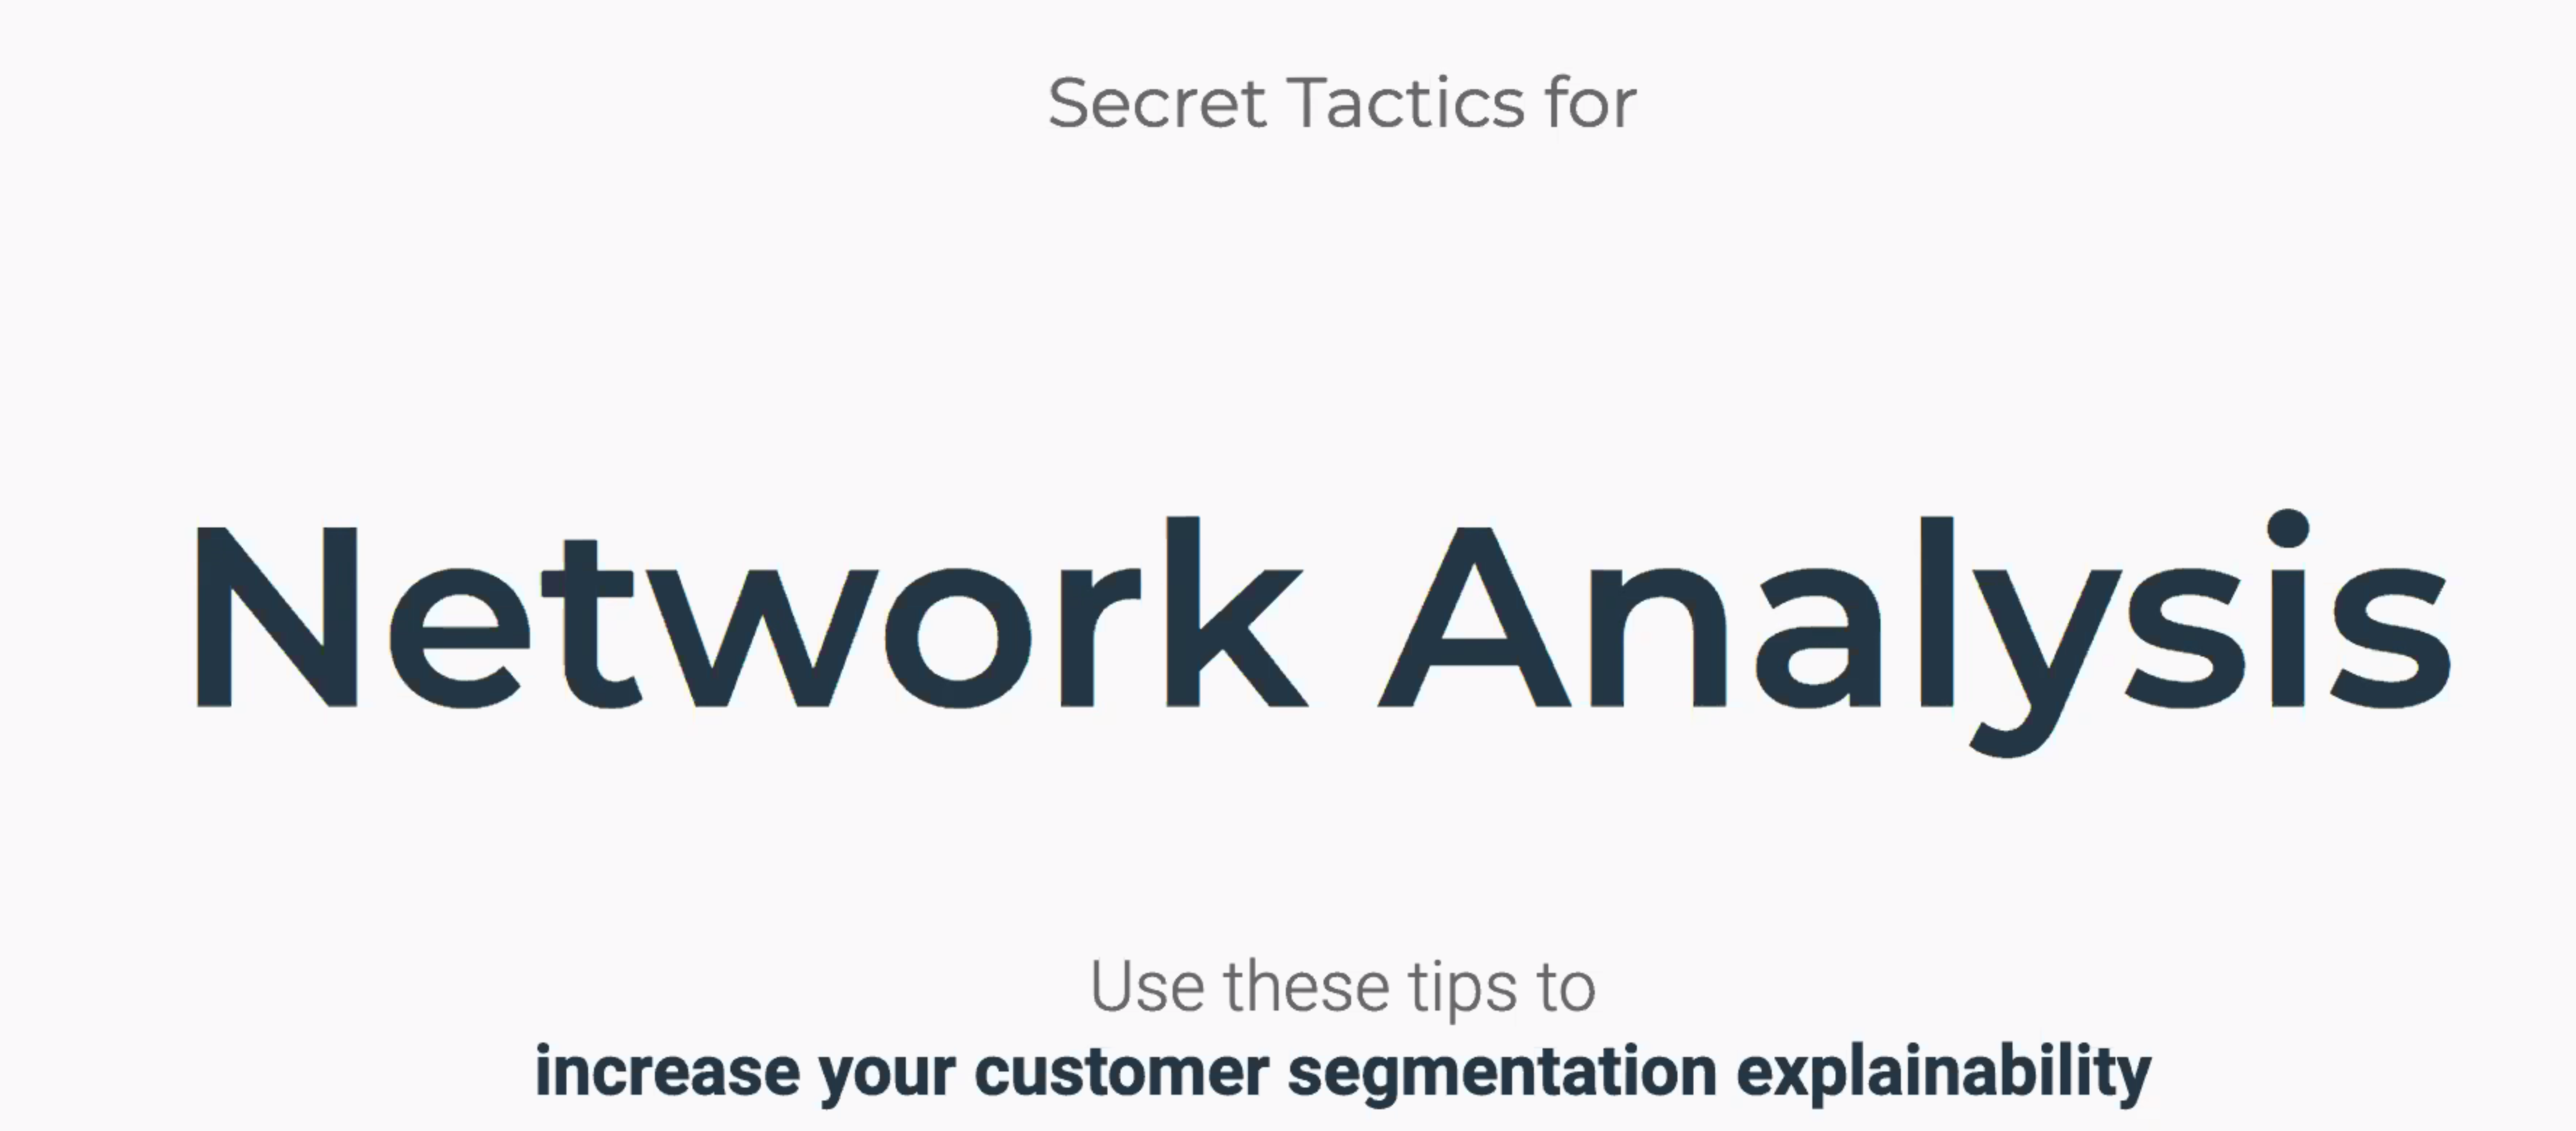 Secret Tactics for
Network Analysis
Use these tips to
increase your customer segmentation explainability